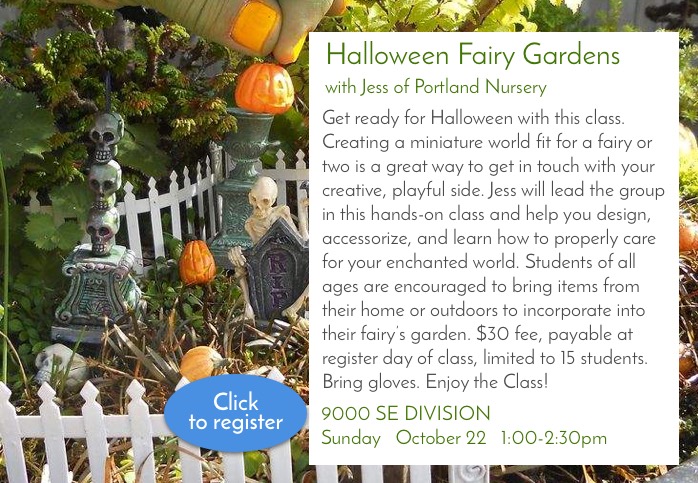 Halloween Fairy Gardens
with Jess of Portland Nursery
Get ready for Halloween with this class.
Creating a miniature world fit for a fairy or
two is a great way to get in touch with your
creative, playful side. Jess will lead the group
in this hands-on class and help you design,
accessorize, and learn how to properly care
for your enchanted world. Students of all
ages are encouraged to bring items from
their home or outdoors to incorporate into
their fairy's garden. $30 fee, payable at
register day of class, limited to 15 students.
Bring gloves. Enjoy the Class!
9000 SE DIVISION
Sunday October 22 1:00-2:30pm
Click
to register
RIP